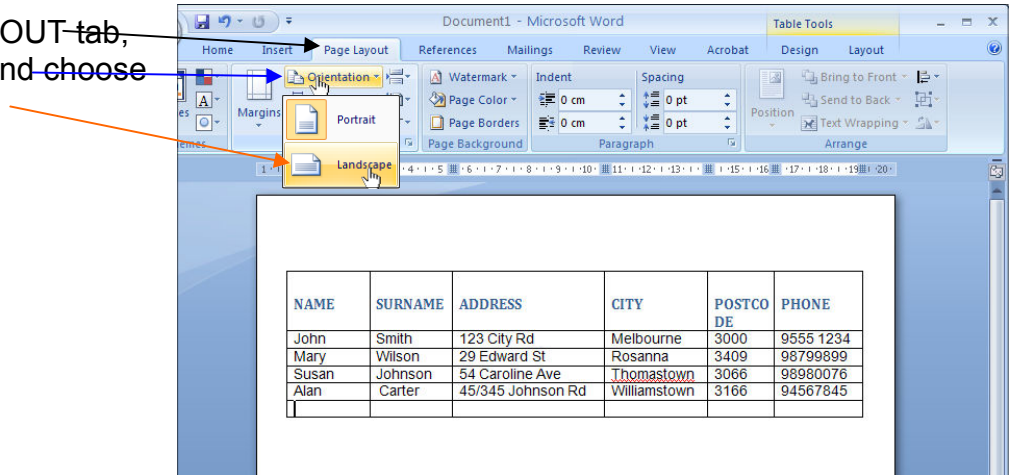 OUT tab,
nd choose
Document1 - Microsoft Word
Table Tools
Home Insert Page Layout References Mailings Review View Acrobat Design Layout
Orientation
Margins
Portrait
Landscape
Watermark
Page Color
Page Borders
Page Background
Indent
0 cm
0 cm
Spacing
0 pt
0 pt
Paragraph
Position
Bring to Front
Send to Back
Text Wrapping
Arrange
NAME SURNAME ADDRESS CITY POSTCO PHONE
DE
John Smith 123 City Rd Melbourne 3000 9555 1234
Mary Wilson 29 Edward St Rosanna 3409 98799899
Susan Johnson 54 Caroline Ave Thomastown 3066 98980076
Alan Carter 45/345 Johnson Rd Williamstown 3166 94567845